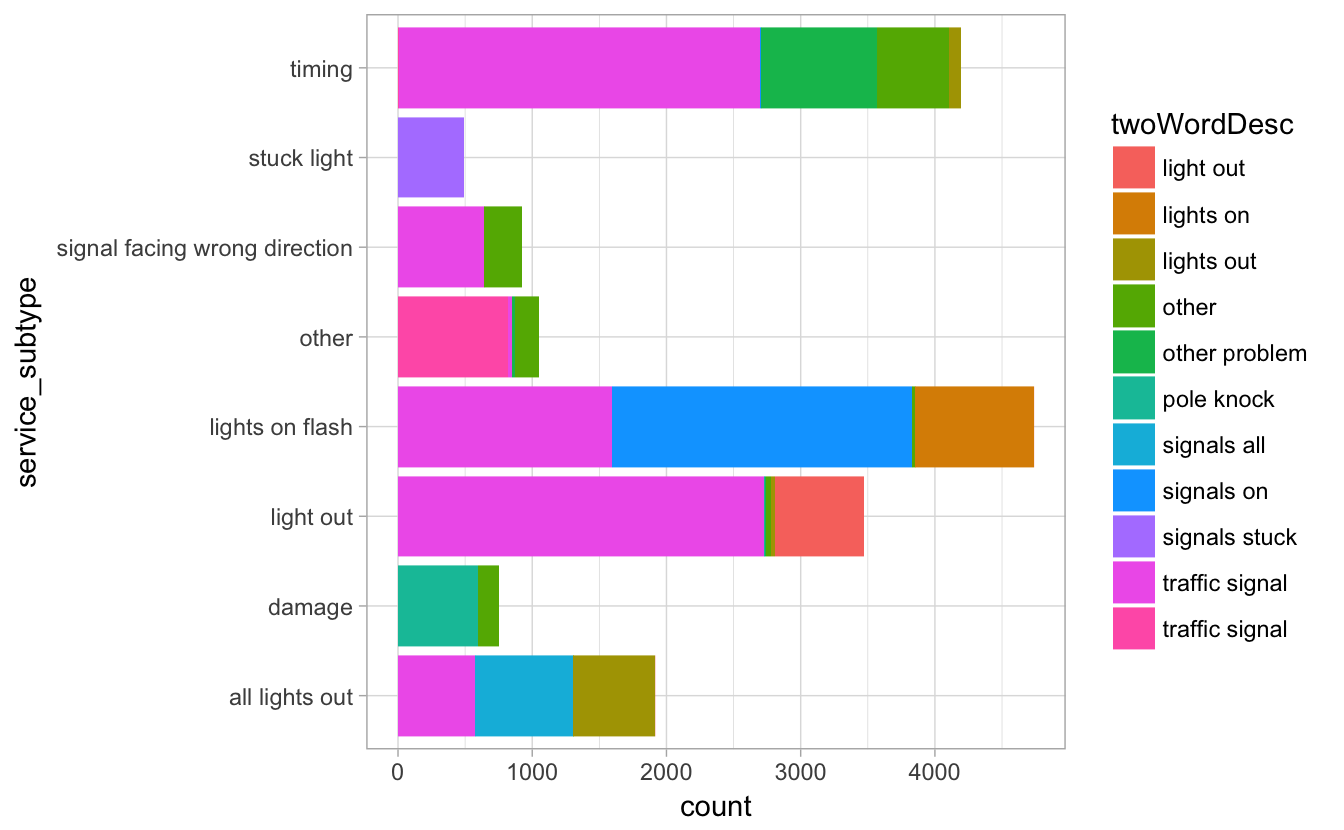 timing
stuck light
signal facing wrong direction
other
lights on flash
light out
damage
all lights out
service_subtype
0 1000 2000 3000 4000
count
twoWordDesc
light out
lights on
lights out
other
other problem
pole knock
signals all
signals on
signals stuck
traffic signal
traffic signal